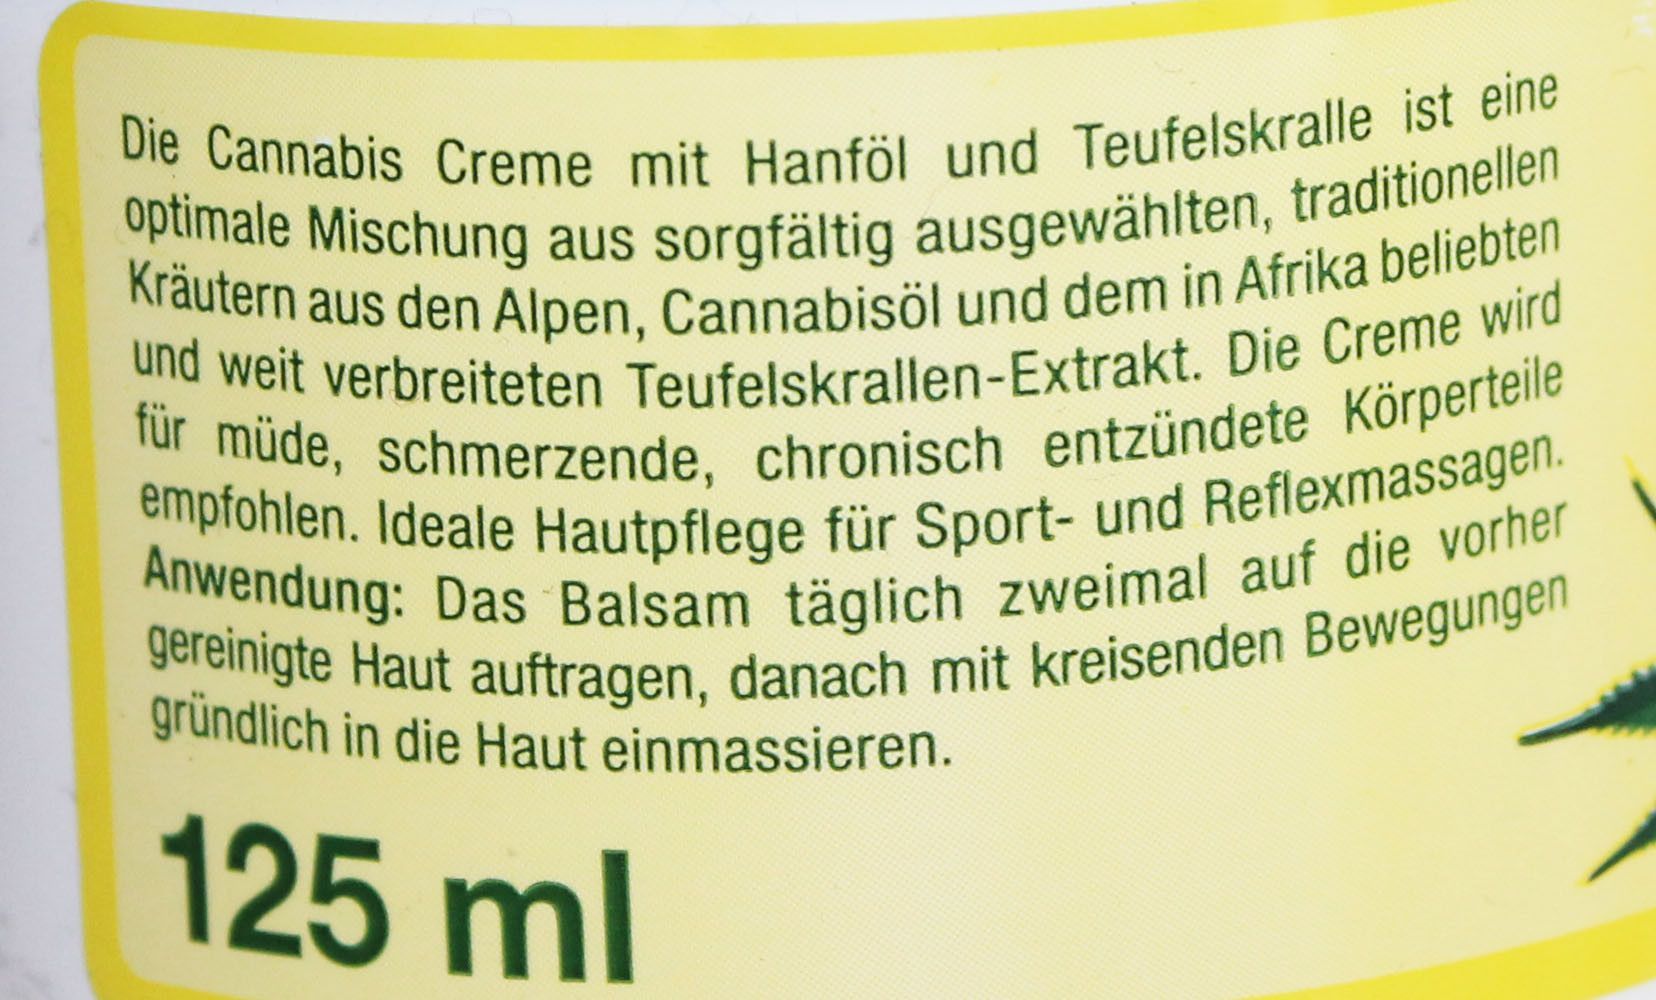 Die Cannabis Creme mit Hanföl und Teufelskralle ist eine
optimale Mischung aus sorgfältig ausgewählten, traditionellen
Kräutern aus den Alpen, Cannabisöl und dem in Afrika beliebten
und weit verbreiteten Teufelskrallen-Extrakt. Die Creme wird
für müde, schmerzende, chronisch entzündete Körperteile
empfohlen. Ideale Hautpflege für Sport- und Reflexmassagen.
Anwendung: Das Balsam täglich zweimal auf die vorher
gereinigte Haut auftragen, danach mit kreisenden Bewegungen
gründlich in die Haut einmassieren.
125 ml